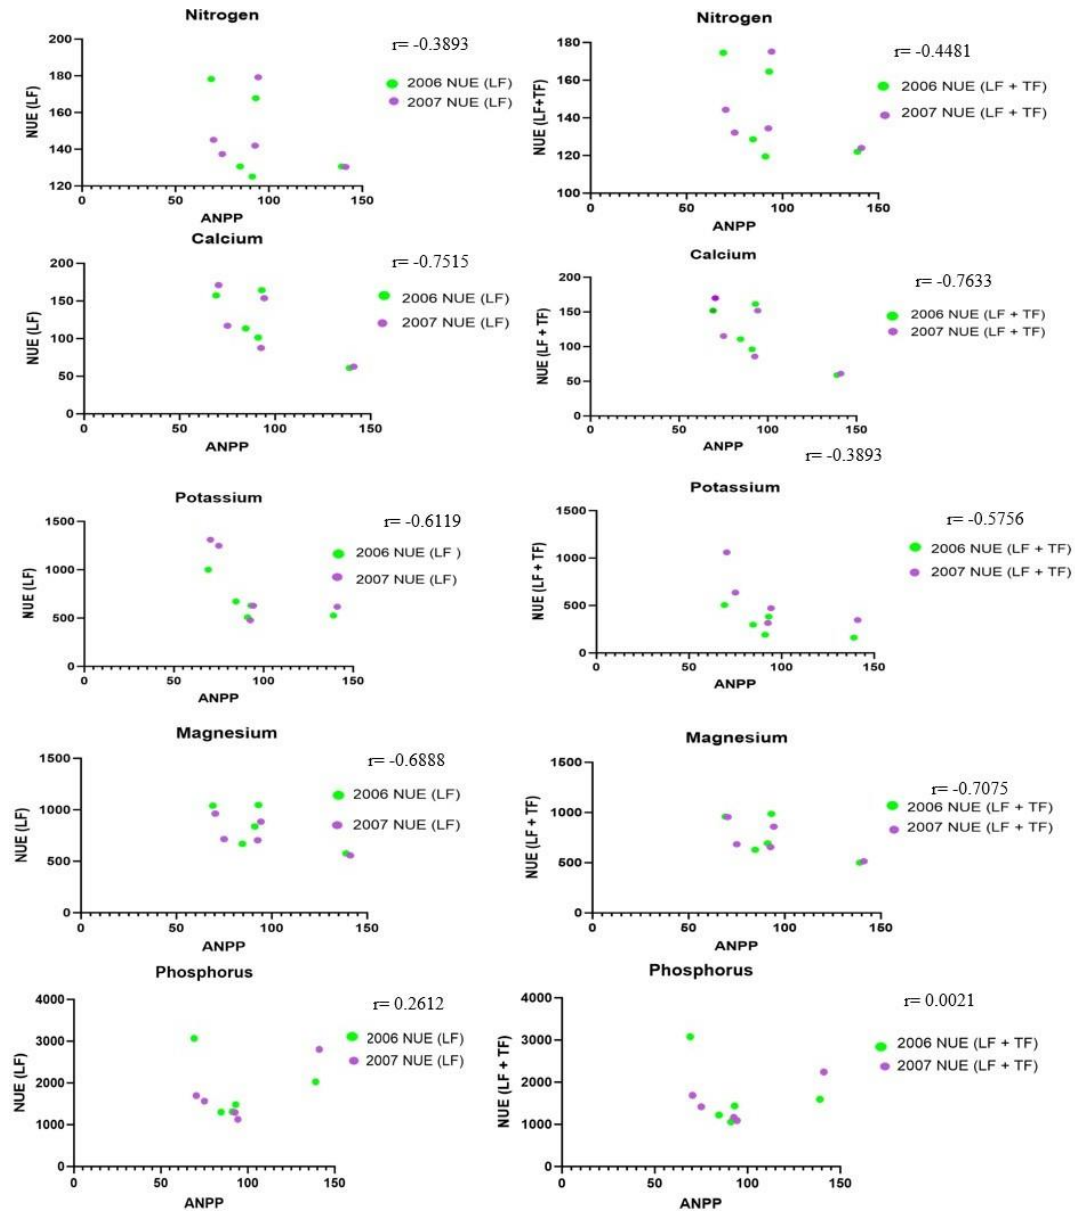 Nitrogen
r= -0.3893
200
180
160
140
120
NUE (LF)
0
50
100
150
ANPP
2006 NUE (LF)
2007 NUE (LF)
Nitrogen
r= -0.4481
180
160
140
120
100
NUE (LF+TF)
0
50
100
150
ANPP
2006 NUE (LF + TF)
2007 NUE (LF + TF)
Calcium
r= -0.7515
200
150
100
50
0
NUE (LF)
0
50
100
150
ANPP
2006 NUE (LF)
2007 NUE (LF)
Calcium
r= -0.7633
200
150
100
50
0
NUE (LF + TF)
0
50
100
150
ANPP
2006 NUE (LF + TF)
2007 NUE (LF + TF)
r= -0.3893
Potassium
r= -0.6119
1500
1000
500
0
NUE (LF)
0
50
100
150
ANPP
2006 NUE (LF )
2007 NUE (LF)
Potassium
r= -0.5756
1500
1000
500
0
NUE (LF + TF)
0
50
100
150
ANPP
2006 NUE (LF + TF)
2007 NUE (LF + TF)
Magnesium
r= -0.6888
1500
1000
500
0
NUE (LF)
0
50
100
150
ANPP
2006 NUE (LF)
2007 NUE (LF)
Magnesium
r= -0.7075
1500
1000
500
0
NUE (LF + TF)
0
50
100
150
ANPP
2006 NUE (LF + TF)
2007 NUE (LF + TF)
Phosphorus
r= 0.2612
4000
3000
2000
1000
0
NUE (LF)
0
50
100
150
ANPP
2006 NUE (LF)
2007 NUE (LF)
Phosphorus
r= 0.0021
4000
3000
2000
1000
0
NUE (LF + TF)
0
50
100
150
ANPP
2006 NUE (LF + TF)
2007 NUE (LF + TF)